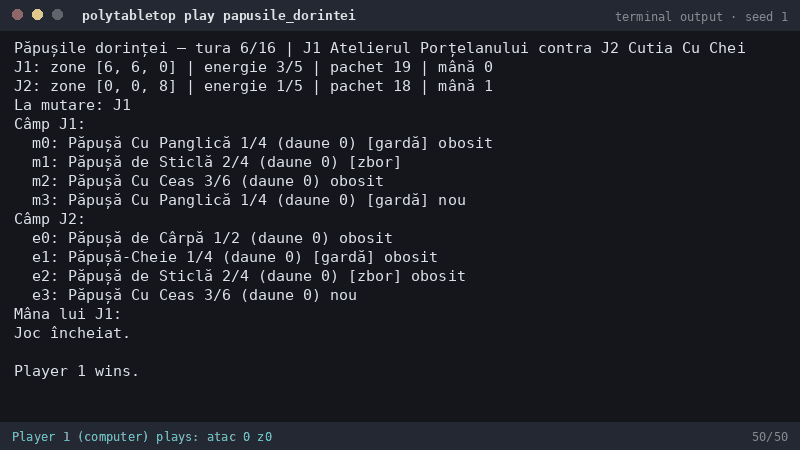 polytabletop play papusile_dorintei
terminal output · seed 1
Păpușile dorinței — tura 6/16 | J1 Atelierul Porțelanului contra J2 Cutia Cu Chei
J1: zone [6, 6, 0] | energie 3/5 | pachet 19 | mână 0
J2: zone [0, 0, 8] | energie 1/5 | pachet 18 | mână 1
La mutare: J1
Câmp J1:
m0: Păpușă Cu Panglică 1/4 (daune 0) [gardă] obosit
m1: Păpușă de Sticlă 2/4 (daune 0) [zbor]
m2: Păpușă Cu Ceas 3/6 (daune 0) obosit
m3: Păpușă Cu Panglică 1/4 (daune 0) [gardă] nou
Câmp J2:
e0: Păpușă de Cârpă 1/2 (daune 0) obosit
e1: Păpușă-Cheie 1/4 (daune 0) [gardă] obosit
e2: Păpușă de Sticlă 2/4 (daune 0) [zbor] obosit
e3: Păpușă Cu Ceas 3/6 (daune 0) nou
Mâna lui J1:
Joc încheiat.
Player 1 wins.
Player 1 (computer) plays: atac 0 z0
50/50